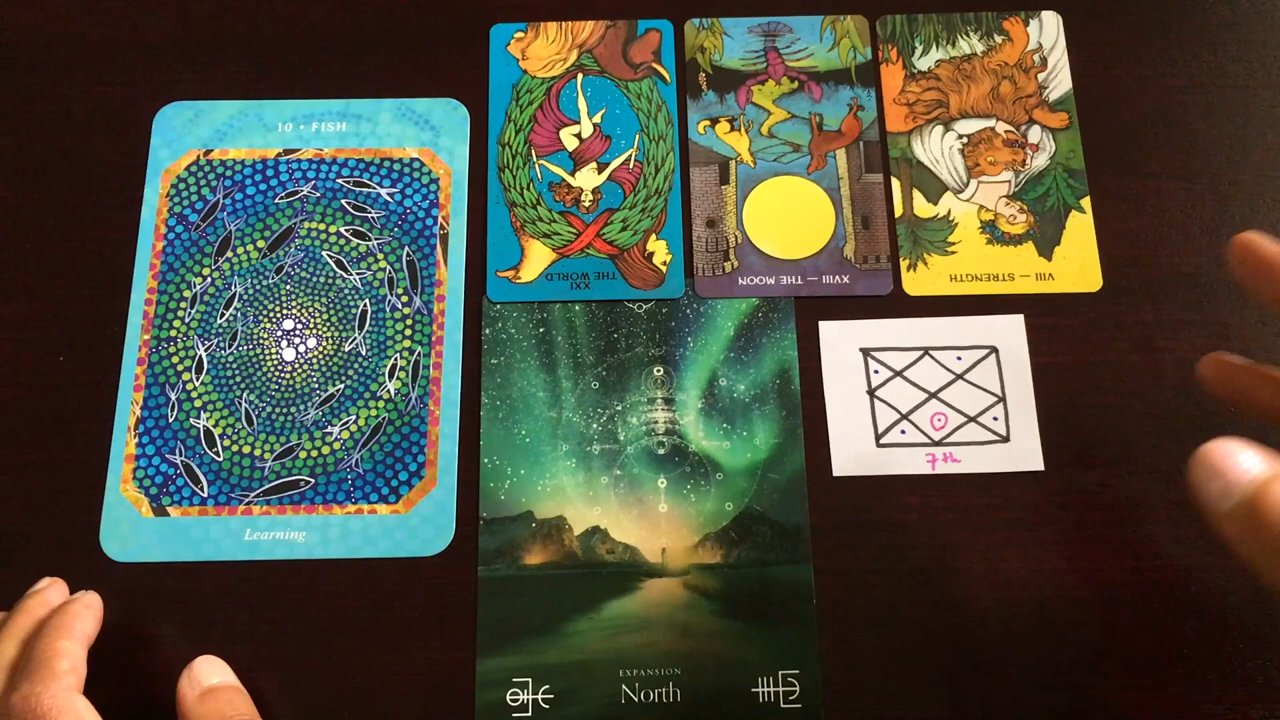 10 • FISH
Learning
XXI
THE WORLD
XVIII — THE MOON
VIII — STRENGTH
EXPANSION
North
7th